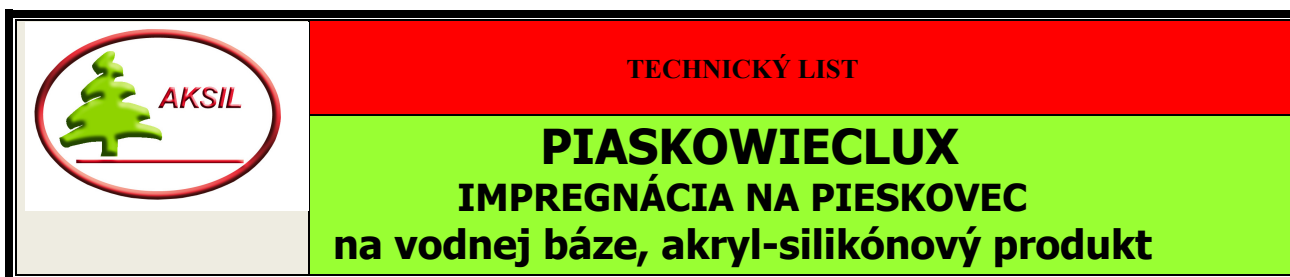 AKSIL
TECHNICKÝ LIST
PIASKOWIECLUX
IMPREGNÁCIA NA PIESKOVEC
na vodnej báze, akryl-silikónový produkt